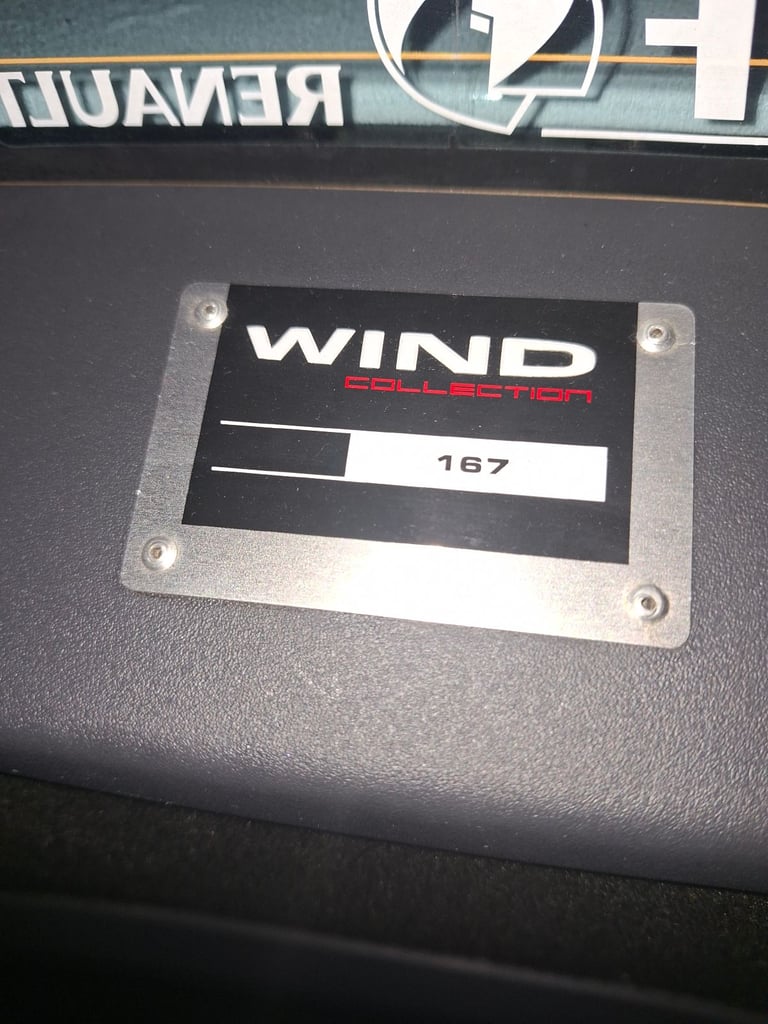 RENAULT
WIND
COLLECTION
167